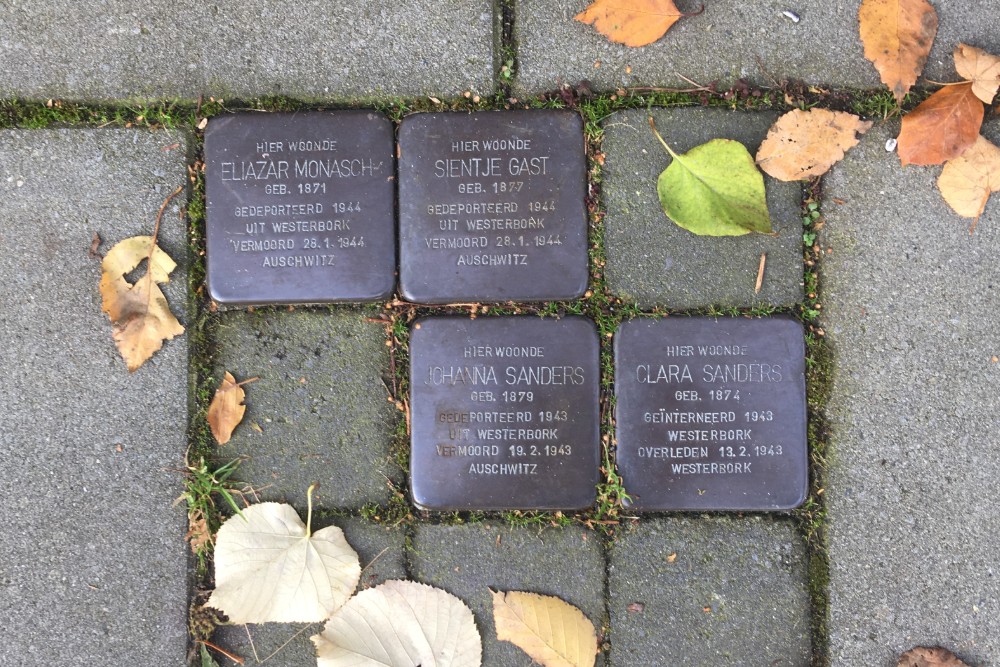 HIER WOONDE
ELIAZAR MONASCH
GEB. 1871
GEDEPORTEERD 1944
UIT WESTERBORK
VERMOORD 28.1.1944
AUSCHWITZ
HIER WOONDE
SIENTJE GAST
GEB. 1877
GEDEPORTEERD 1944
UIT WESTERBORK
VERMOORD 28.1.1944
AUSCHWITZ
HIER WOONDE
JOHANNA SANDERS
GEB. 1879
GEDEPORTEERD 1943
UIT WESTERBORK
VERMOORD 19.2.1943
AUSCHWITZ
HIER WOONDE
CLARA SANDERS
GEB. 1874
GEÏNTERNEERD 1943
WESTERBORK
OVERLEDEN 13.2.1943
WESTERBORK